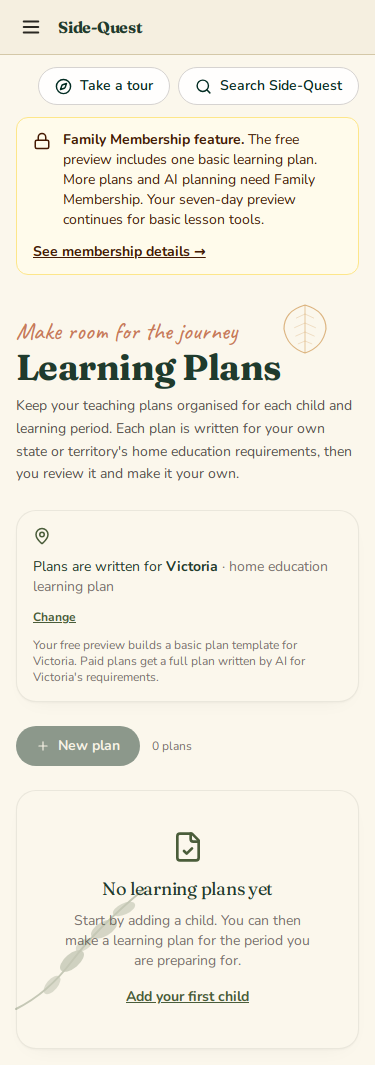 Side-Quest
Take a tour
Search Side-Quest
Family Membership feature. The free
preview includes one basic learning plan.
More plans and AI planning need Family
Membership. Your seven-day preview
continues for basic lesson tools.
See membership details →
Make room for the journey
Learning Plans
Keep your teaching plans organised for each child and
learning period. Each plan is written for your own
state or territory's home education requirements, then
you review it and make it your own.
Plans are written for Victoria · home education
learning plan
Change
Your free preview builds a basic plan template for
Victoria. Paid plans get a full plan written by AI for
Victoria's requirements.
+ New plan
0 plans
No learning plans yet
Start by adding a child. You can then
make a learning plan for the period you
are preparing for.
Add your first child